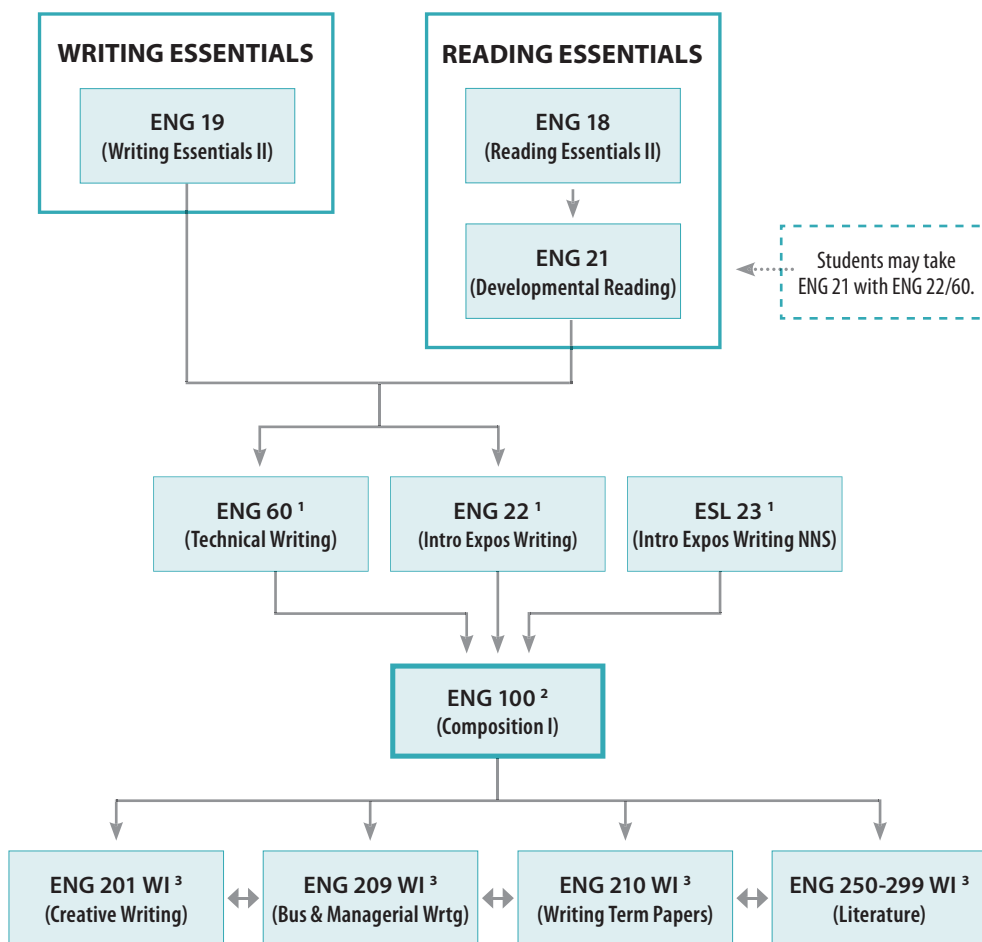 WRITING ESSENTIALS
ENG 19
(Writing Essentials II)
READING ESSENTIALS
ENG 18
(Reading Essentials II)
ENG 21
(Developmental Reading)
Students may take
ENG 21 with ENG 22/60.
ENG 60 ¹
(Technical Writing)
ENG 22 ¹
(Intro Expos Writing)
ESL 23 ¹
(Intro Expos Writing NNS)
ENG 100 ²
(Composition I)
ENG 201 WI ³
(Creative Writing)
ENG 209 WI ³
(Bus & Managerial Wrtg)
ENG 210 WI ³
(Writing Term Papers)
ENG 250-299 WI ³
(Literature)